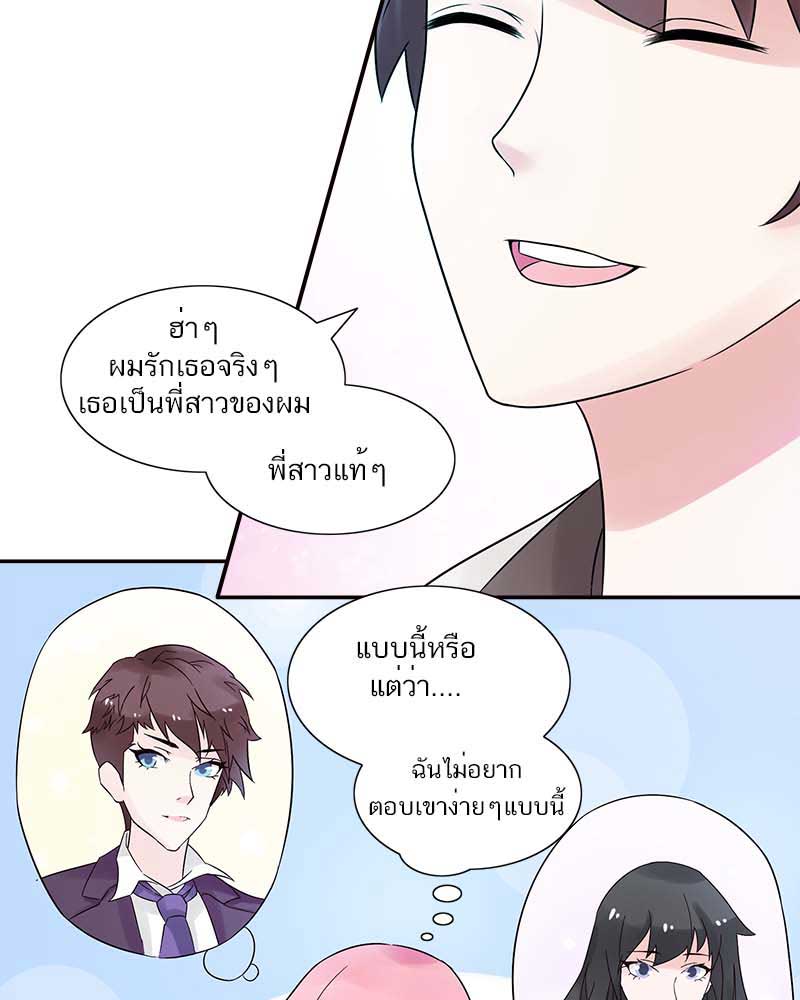 ฮ่าๆ
ผมรักเธอจริงๆ
เธอเป็นพี่สาวของผม
พี่สาวแท้ๆ
แบบนี้หรือ
แต่ว่า....
ฉันไม่อยาก
ตอบเขาง่ายๆแบบนี้